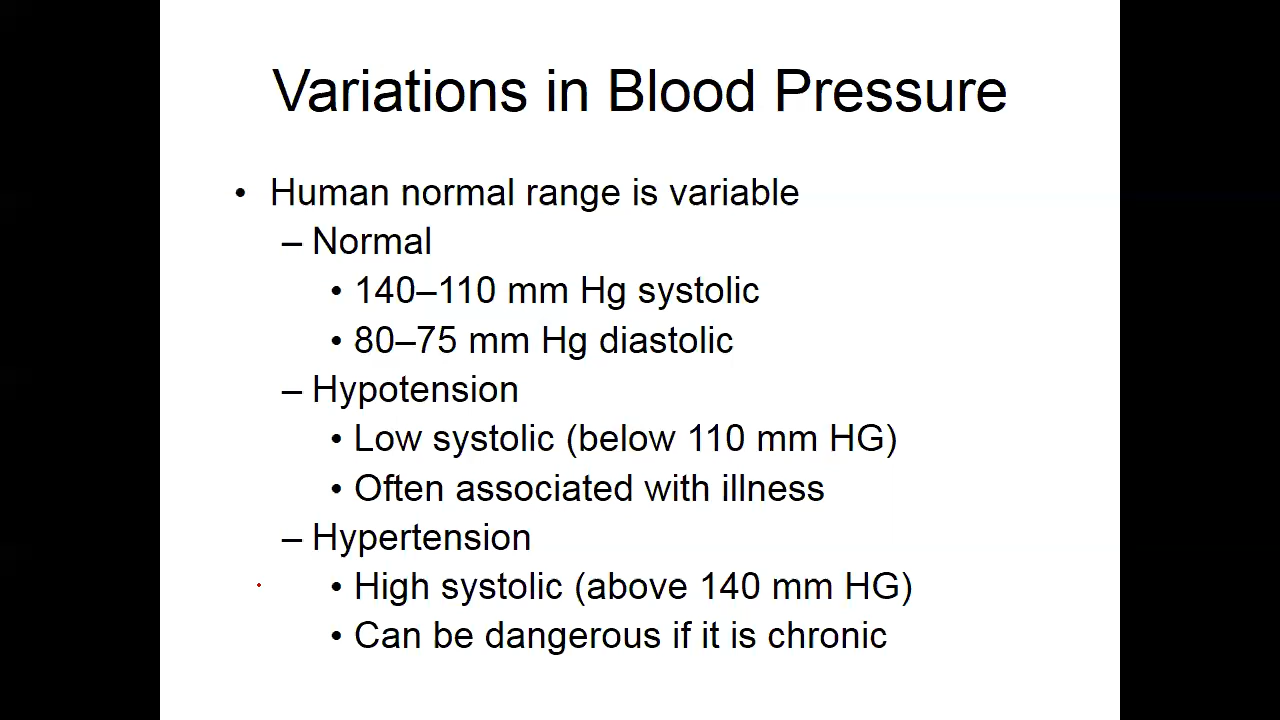 Variations in Blood Pressure
• Human normal range is variable
– Normal
• 140–110 mm Hg systolic
• 80–75 mm Hg diastolic
– Hypotension
• Low systolic (below 110 mm HG)
• Often associated with illness
– Hypertension
• High systolic (above 140 mm HG)
• Can be dangerous if it is chronic